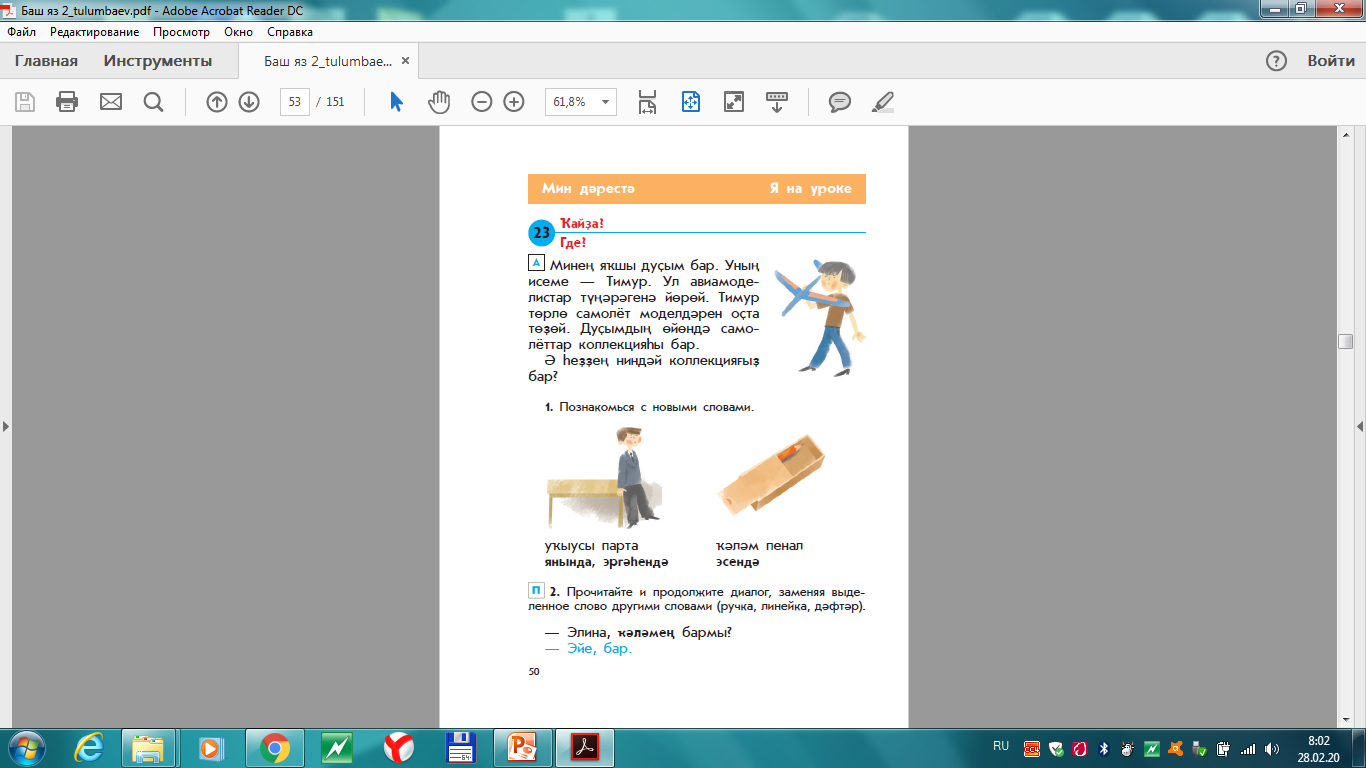 Баш яз 2_tulumbaev.pdf - Adobe Acrobat Reader DC
Файл Редактирование Просмотр Окно Справка
Главная Инструменты Баш яз 2_tulumbae... × Войти
53 / 151 61,8%
Мин дәрестә Я на уроке
23 Ҡайҙа?
Где?
А Минең яҡшы дуҫым бар. Уның
исеме — Тимур. Ул авиамоде-
листар түңәрәгенә йөрөй. Тимур
төрлө самолёт моделдәрен оҫта
төҙөй. Дуҫымдың өйөндә само-
лёттар коллекцияһы бар.
Ә һеҙҙең ниндәй коллекцияғыҙ
бар?
1. Познакомься с новыми словами.
уҡыусы парта ҡәләм пенал
янында, эргәһендә эсендә
П 2. Прочитайте и продолжите диалог, заменяя выде-
ленное слово другими словами (ручка, линейка, дәфтәр).
— Элина, ҡәләмең бармы?
— Эйе, бар.
50
RU 8:02
28.02.20